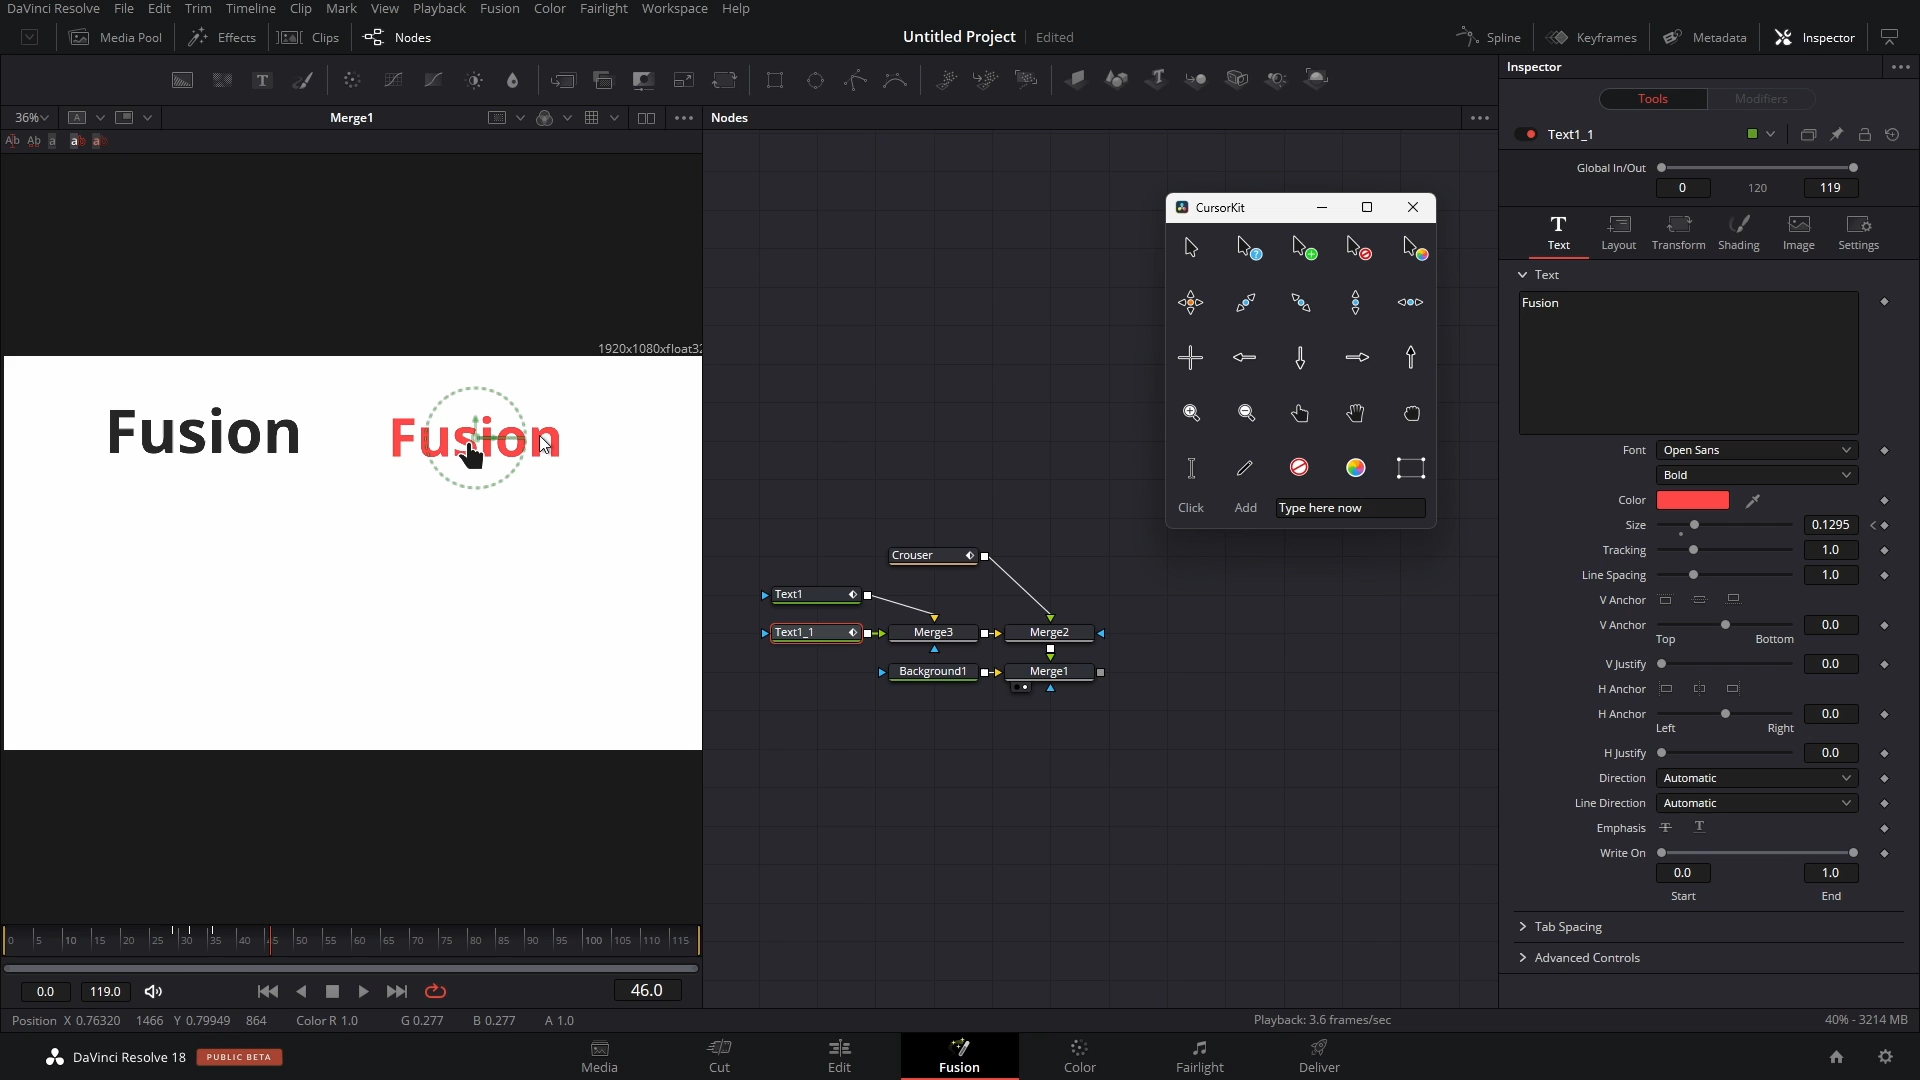 DaVinci Resolve File Edit Trim Timeline Clip Mark View Playback Fusion Color Fairlight Workspace Help
Media Pool Effects Clips Nodes Untitled Project Edited Spline Keyframes Metadata Inspector
Inspector
Tools Modifiers
36% A Merge1 Nodes
Ab Ab a a a
Text1_1
Global In/Out
0 120 119
Text Layout Transform Shading Image Settings
Text
Fusion
CursorKit
Click Add Type here now
1920x1080xfloat32
Fusion Fusion
Crouser
Text1
Text1_1 Merge3 Merge2
Background1 Merge1
Font Open Sans
Bold
Color
Size 0.1295
Tracking 1.0
Line Spacing 1.0
V Anchor
V Anchor 0.0
Top Bottom
V Justify 0.0
H Anchor
H Anchor 0.0
Left Right
H Justify 0.0
Direction Automatic
Line Direction Automatic
Emphasis T T
Write On
0.0 1.0
Start End
Tab Spacing
Advanced Controls
0 5 10 15 20 25 30 35 40 45 50 55 60 65 70 75 80 85 90 95 100 105 110 115
0.0 119.0 46.0
Position X 0.76320 1466 Y 0.79949 864 Color R 1.0 G 0.277 B 0.277 A 1.0 Playback: 3.6 frames/sec 40% - 3214 MB
DaVinci Resolve 18 PUBLIC BETA
Media Cut Edit Fusion Color Fairlight Deliver